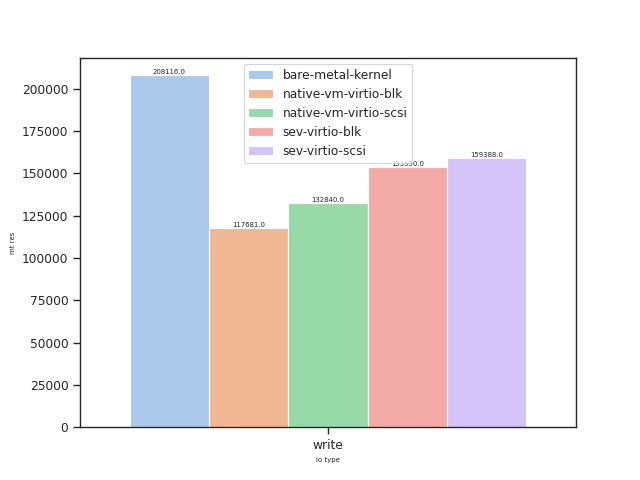 208116.0
bare-metal-kernel
native-vm-virtio-blk
native-vm-virtio-scsi
sev-virtio-blk
sev-virtio-scsi
159388.0
132840.0
117681.0
200000
175000
150000
125000
100000
75000
50000
25000
0
mt res
write
io type